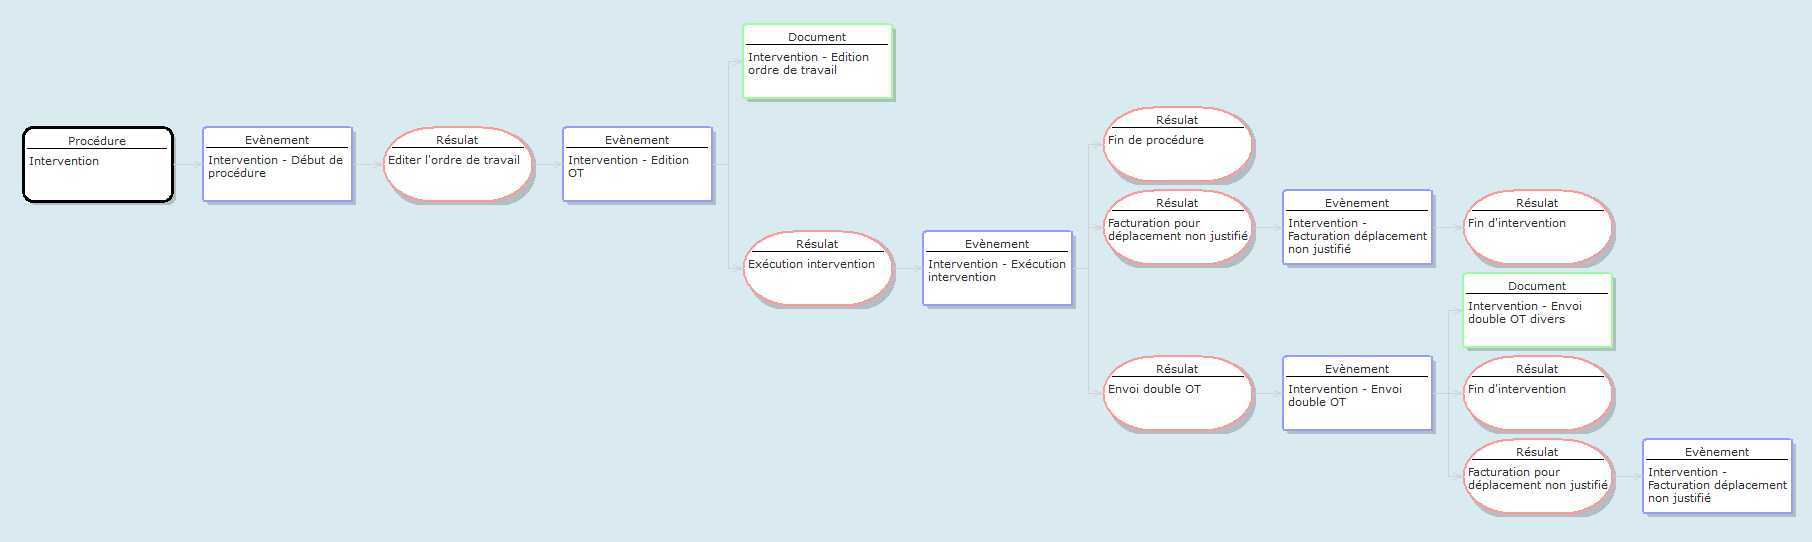 Document
Intervention - Edition
ordre de travail
Procédure
Intervention
Evènement
Intervention - Début de
procédure
Résulat
Editer l'ordre de travail
Evènement
Intervention - Edition
OT
Résulat
Exécution intervention
Evènement
Intervention - Exécution
intervention
Résulat
Fin de procédure
Résulat
Facturation pour
déplacement non justifié
Evènement
Intervention -
Facturation déplacement
non justifié
Résulat
Fin d'intervention
Résulat
Envoi double OT
Evènement
Intervention - Envoi
double OT
Document
Intervention - Envoi
double OT divers
Résulat
Fin d'intervention
Résulat
Facturation pour
déplacement non justifié
Evènement
Intervention -
Facturation déplacement
non justifié